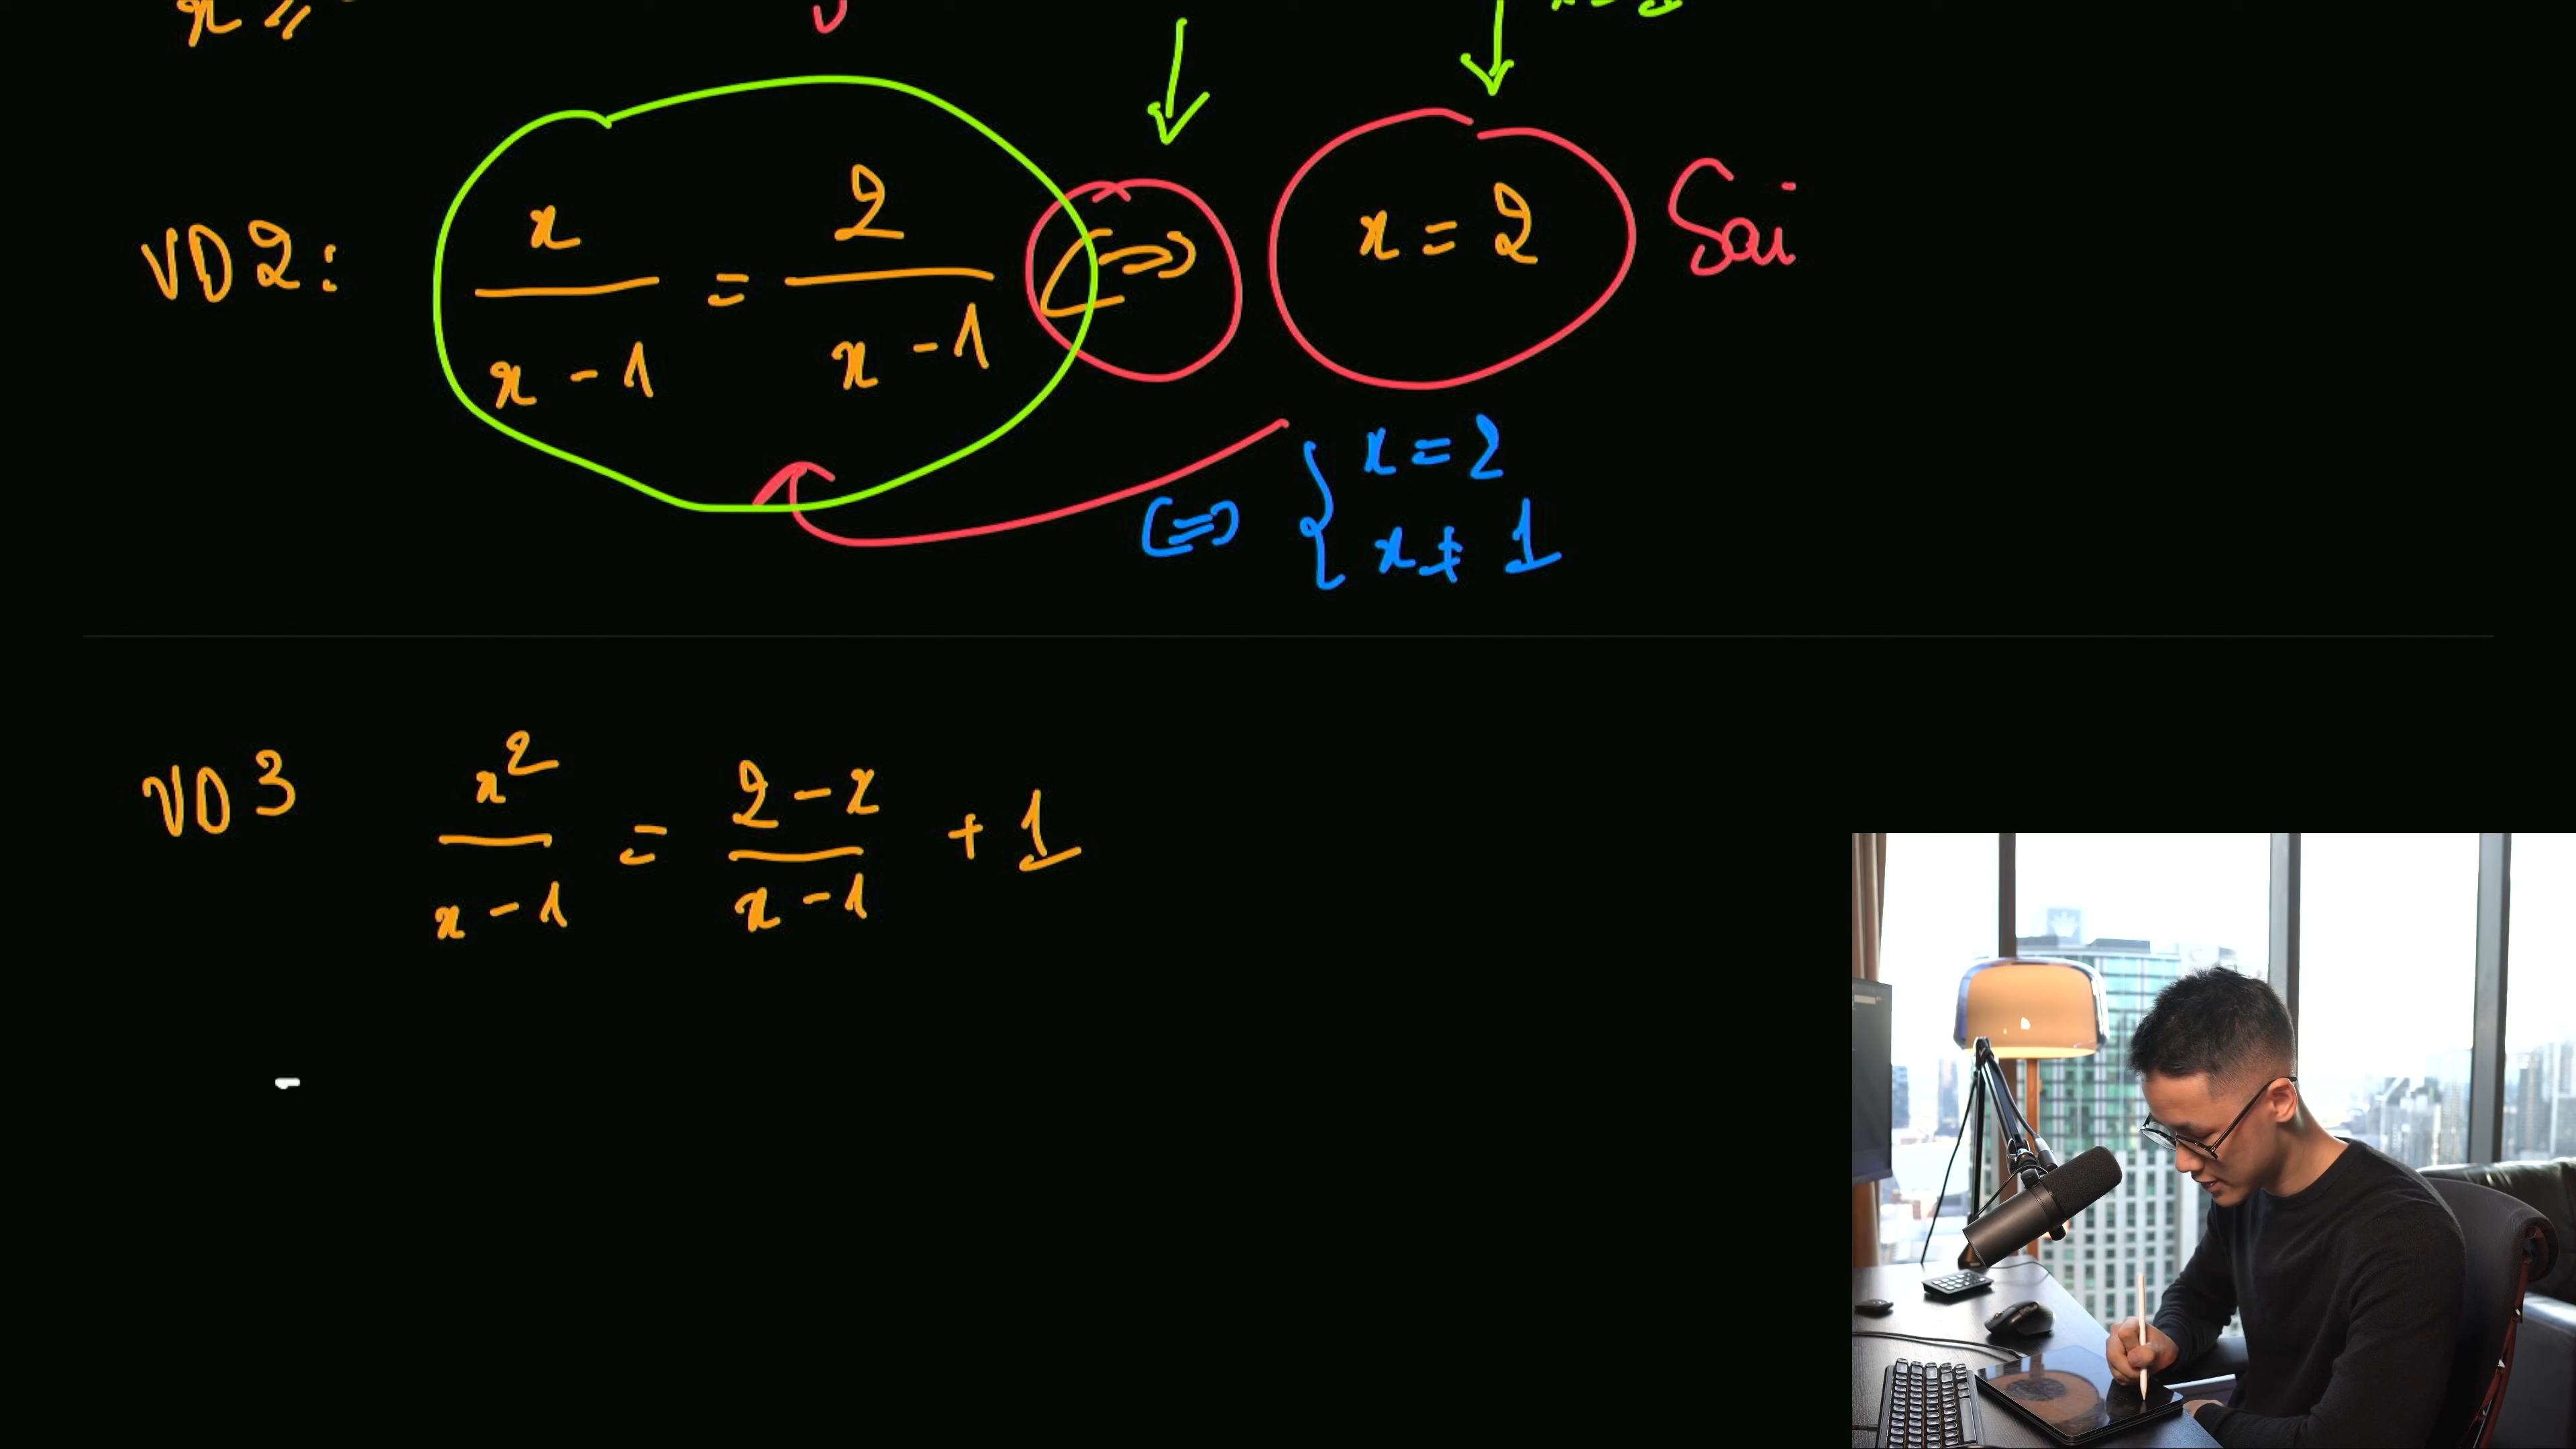 VD2: x/(x-1) = 2/(x-1) <=> x = 2 Sai
<=> { x = 2
x ≠ 1
VD3 x²/(x-1) = (2-x)/(x-1) + 1